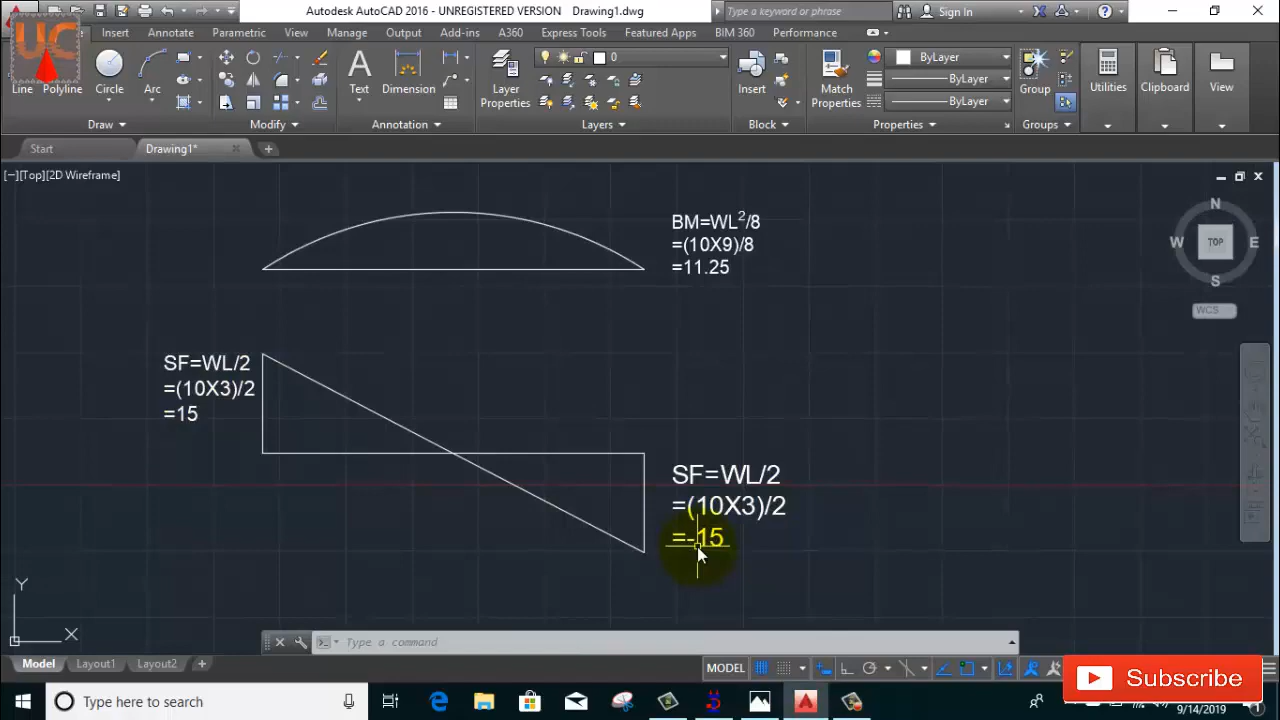 Autodesk AutoCAD 2016 - UNREGISTERED VERSION Drawing1.dwg
Type a keyword or phrase
Sign In
UC
Insert Annotate Parametric View Manage Output Add-ins A360 Express Tools Featured Apps BIM 360 Performance
Line Polyline Circle Arc
Text Dimension
Layer Properties
0
Insert
Match Properties
ByLayer
ByLayer
ByLayer
Group
Utilities
Clipboard
View
Draw Modify Annotation Layers Block Properties Groups
Start Drawing1*
[−][Top][2D Wireframe]
N
W TOP E
S
WCS
BM=WL²/8
=(10X9)/8
=11.25
SF=WL/2
=(10X3)/2
=15
SF=WL/2
=(10X3)/2
=-15
Y
X
Type a command
Model Layout1 Layout2 +
MODEL
Subscribe
Type here to search
9/14/2019